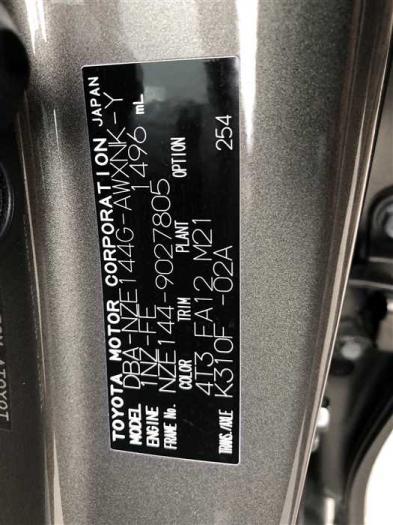 TOYOTA MOTOR CORPORATION JAPAN
MODEL DBA-NZE144G-AWXNK-Y
ENGINE 1NZ-FE 1496 mL
FRAME No. NZE144-9027805
COLOR TRIM PLANT OPTION
4T3 FA12 M21
TRANS./AXLE K310F -02A 254